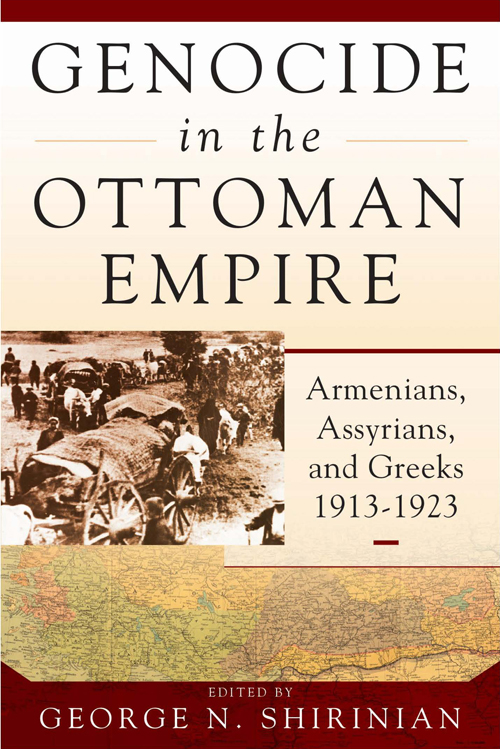 GENOCIDE
in the
OTTOMAN
EMPIRE
Armenians,
Assyrians,
and Greeks
1913-1923
EDITED BY
GEORGE N. SHIRINIAN